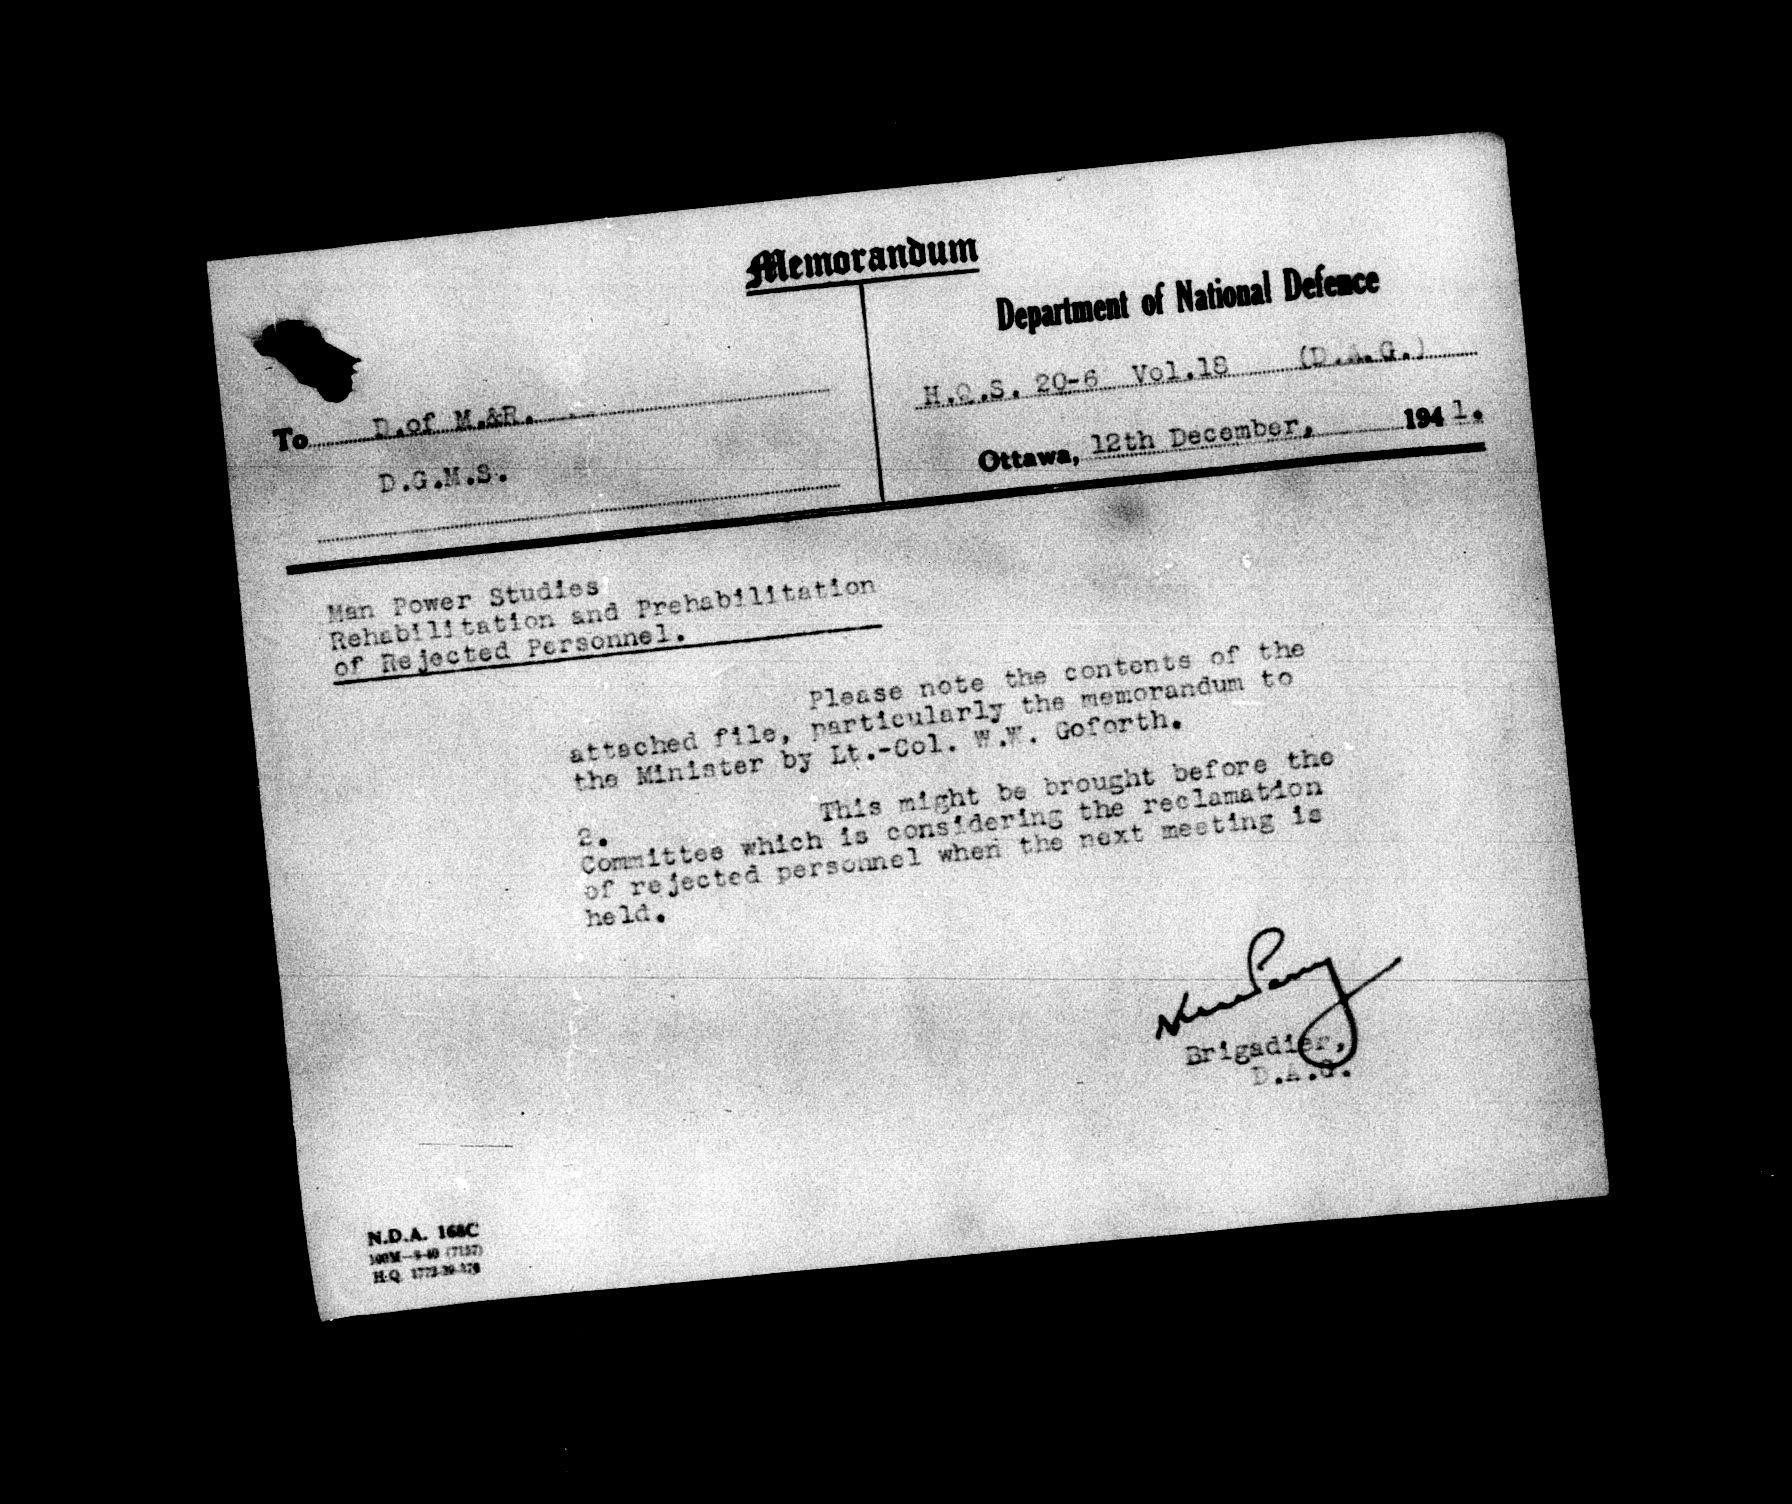 Memorandum
Department of National Defence
H.Q.S. 20-6 Vol.18 (D.A.G.)
To D.of M.&R.
Ottawa, 12th December, 1941.
D.G.M.S.
Man Power Studies
Rehabilitation and Prehabilitation
of Rejected Personnel.
Please note the contents of the
attached file, particularly the memorandum to
the Minister by Lt.-Col. W.W. Goforth.
2. This might be brought before the
Committee which is considering the reclamation
of rejected personnel when the next meeting is
held.
Brigadier,
D.A.G.
N.D.A. 168C
H.Q.